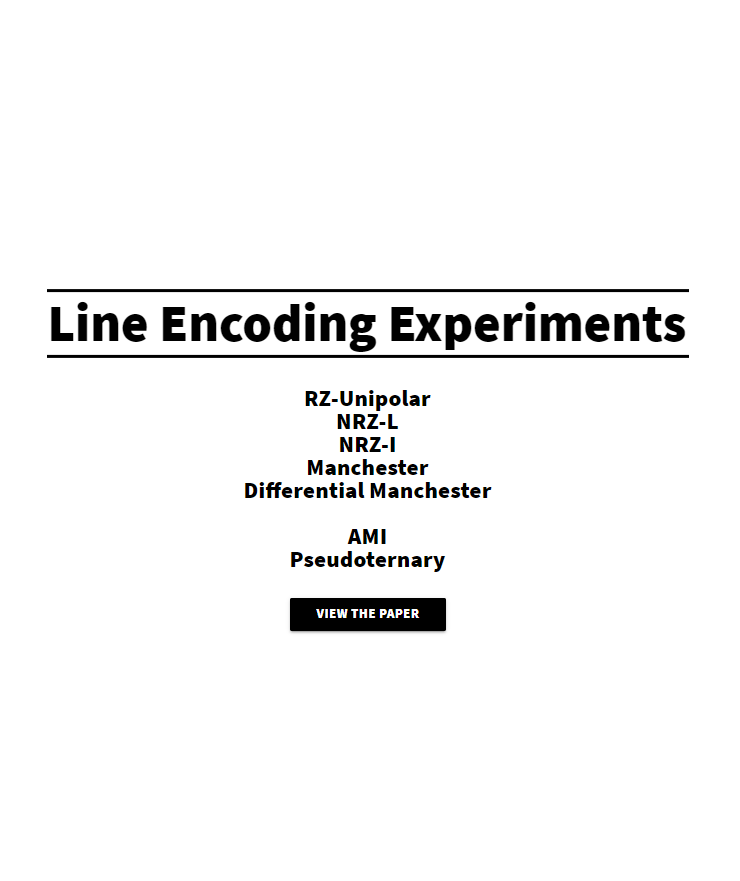 Line Encoding Experiments
RZ-Unipolar
NRZ-L
NRZ-I
Manchester
Differential Manchester
AMI
Pseudoternary
VIEW THE PAPER